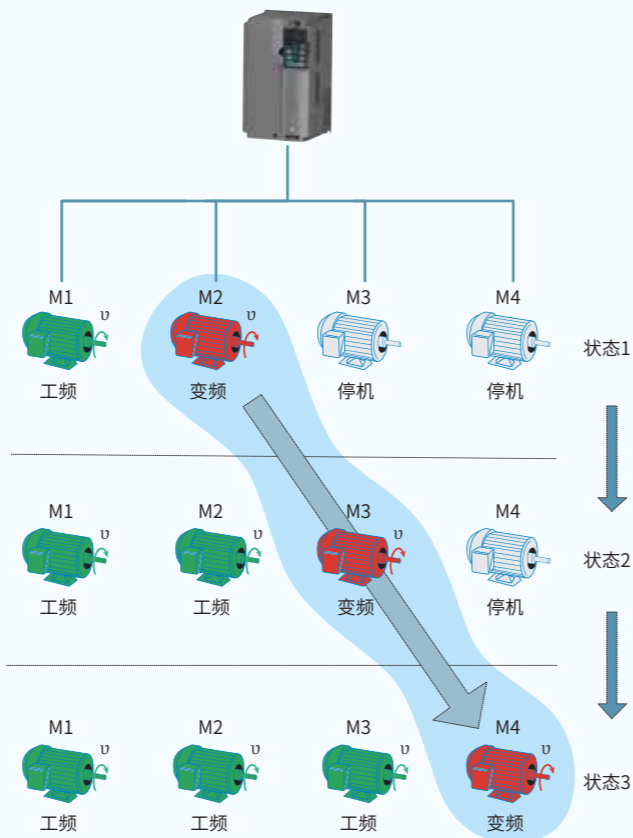 M1 M2 M3 M4
υ υ
状态1
工频 变频 停机 停机
M1 M2 M3 M4
υ υ υ
状态2
工频 工频 变频 停机
M1 M2 M3 M4
υ υ υ υ
状态3
工频 工频 工频 变频